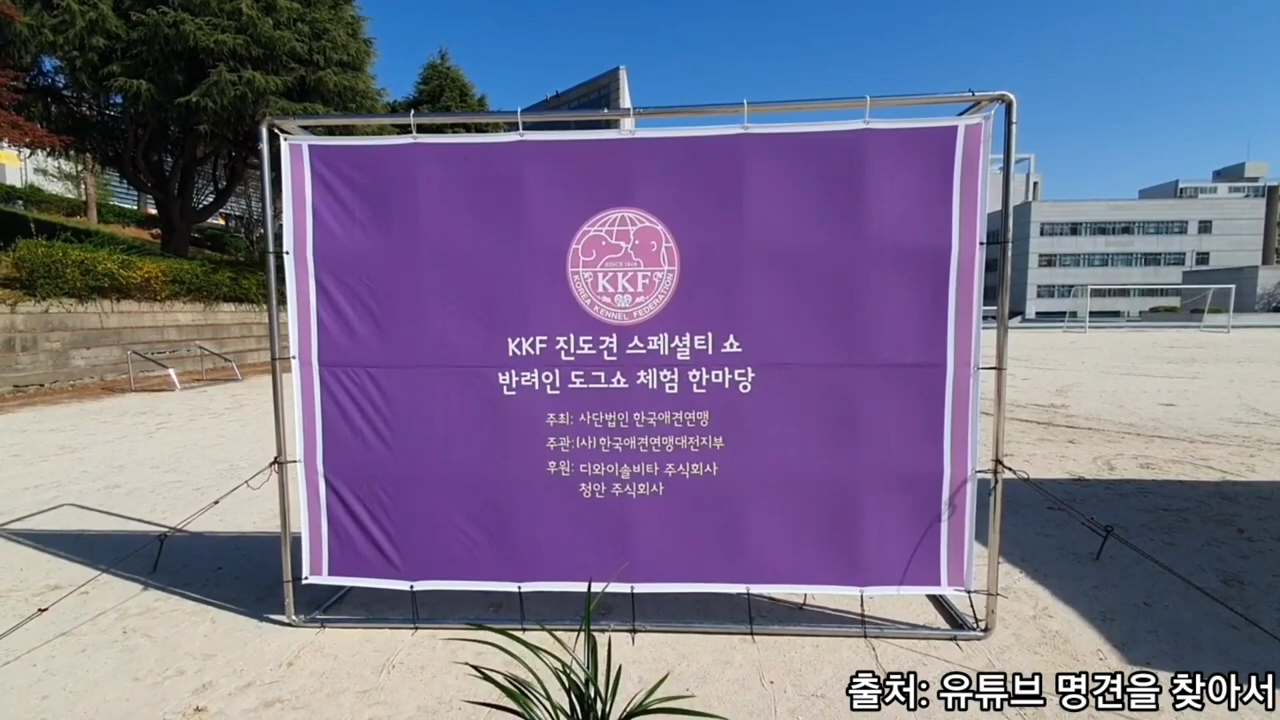 SINCE 1956
KKF
KOREA KENNEL FEDERATION
KKF 진도견 스페셜티 쇼
반려인 도그쇼 체험 한마당
주최: 사단법인 한국애견연맹
주관:(사)한국애견연맹대전지부
후원: 디와이솔비타 주식회사
청안 주식회사
출처: 유튜브 명견을 찾아서